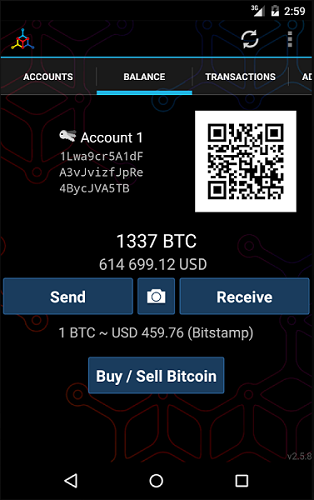 3G 2:59
ACCOUNTS BALANCE TRANSACTIONS AD
Account 1
1Lwa9cr5A1dF
A3vJvizfJpRe
4BycJVA5TB
1337 BTC
614 699.12 USD
Send Receive
1 BTC ~ USD 459.76 (Bitstamp)
Buy / Sell Bitcoin
v2.5.8